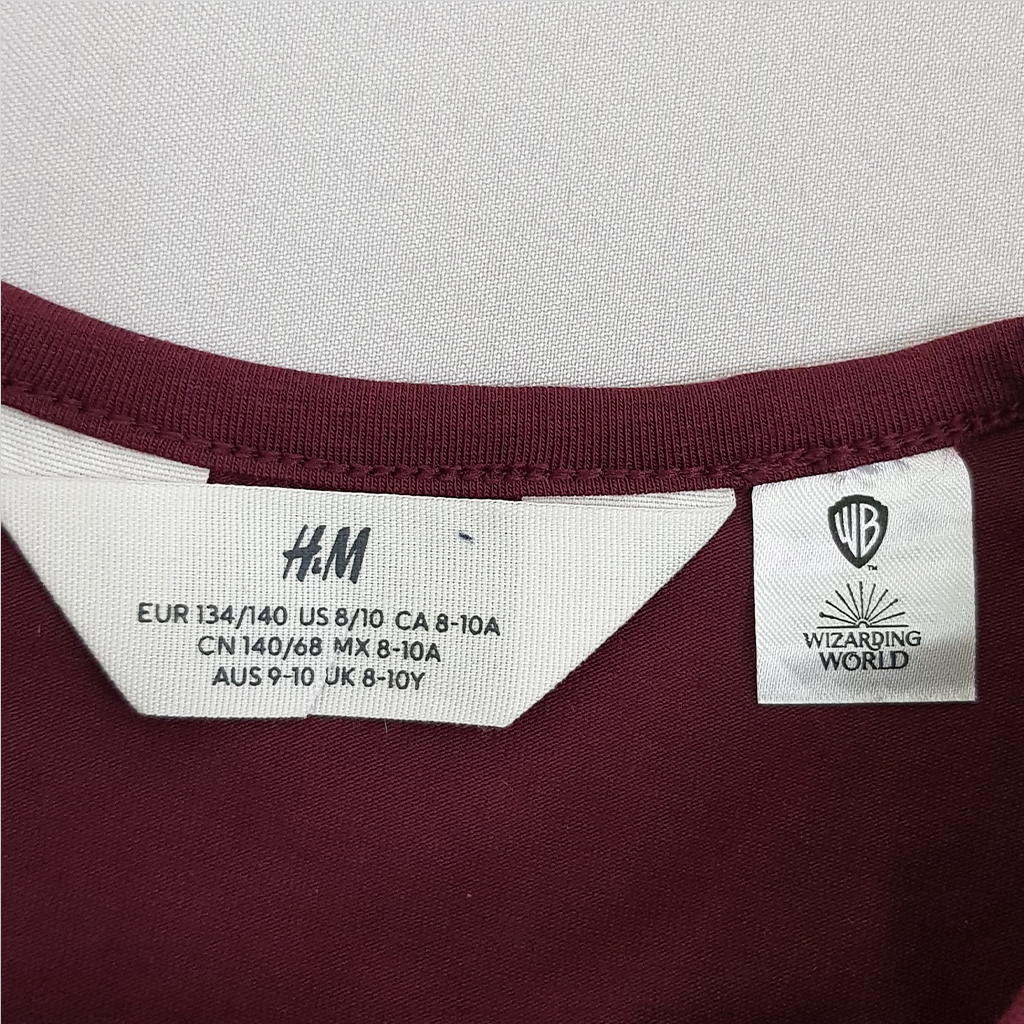 H&M
EUR 134/140 US 8/10 CA 8-10A
CN 140/68 MX 8-10A
AUS 9-10 UK 8-10Y
WB
TM
WIZARDING
WORLD